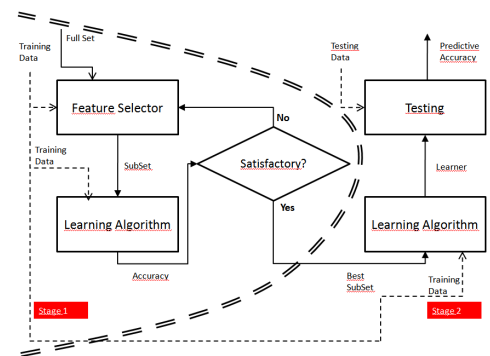 Full Set
Training
Data
Testing
Data
Predictive
Accuracy
Feature Selector
Testing
No
Training
Data
SubSet
Satisfactory?
Learner
Yes
Learning Algorithm
Learning Algorithm
Accuracy
Best
SubSet
Training
Data
Stage 1
Stage 2